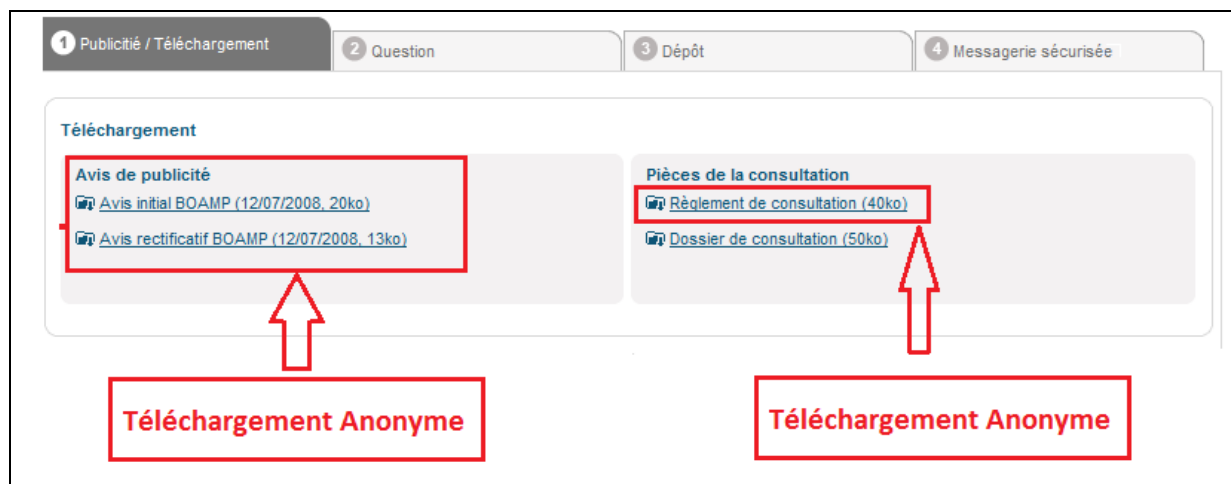 1 Publicitié / Téléchargement
2 Question
3 Dépôt
4 Messagerie sécurisée
Téléchargement
Avis de publicité
Avis initial BOAMP (12/07/2008, 20ko)
Avis rectificatif BOAMP (12/07/2008, 13ko)
Pièces de la consultation
Règlement de consultation (40ko)
Dossier de consultation (50ko)
Téléchargement Anonyme
Téléchargement Anonyme